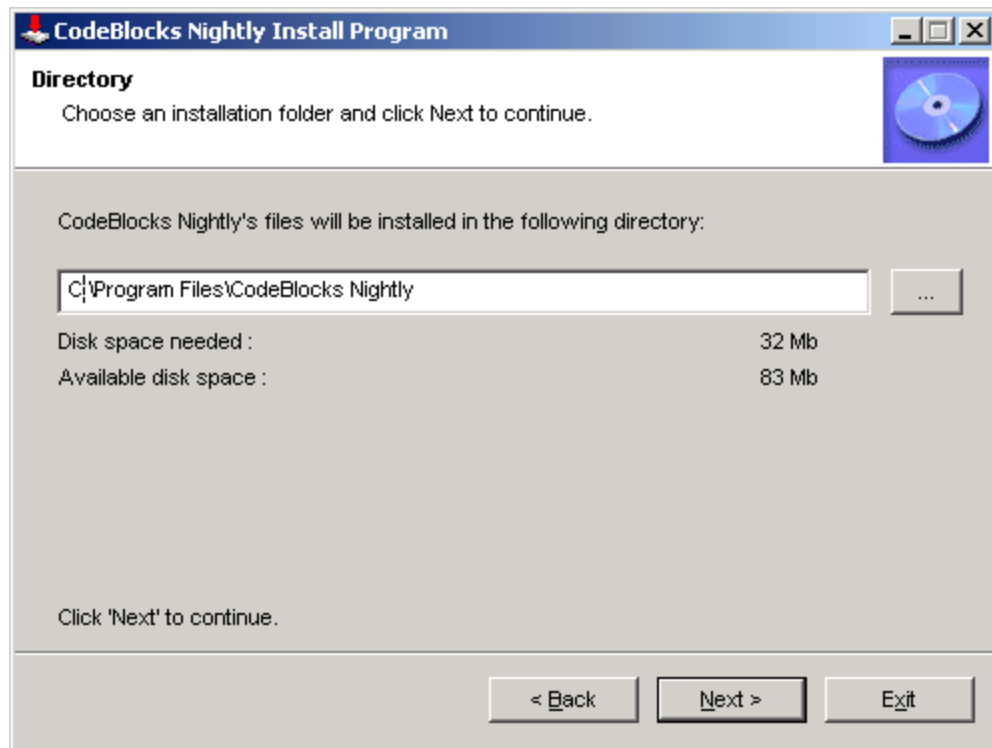 CodeBlocks Nightly Install Program
Directory
Choose an installation folder and click Next to continue.
CodeBlocks Nightly's files will be installed in the following directory:
C:\Program Files\CodeBlocks Nightly
...
Disk space needed : 32 Mb
Available disk space : 83 Mb
Click 'Next' to continue.
< Back Next > Exit